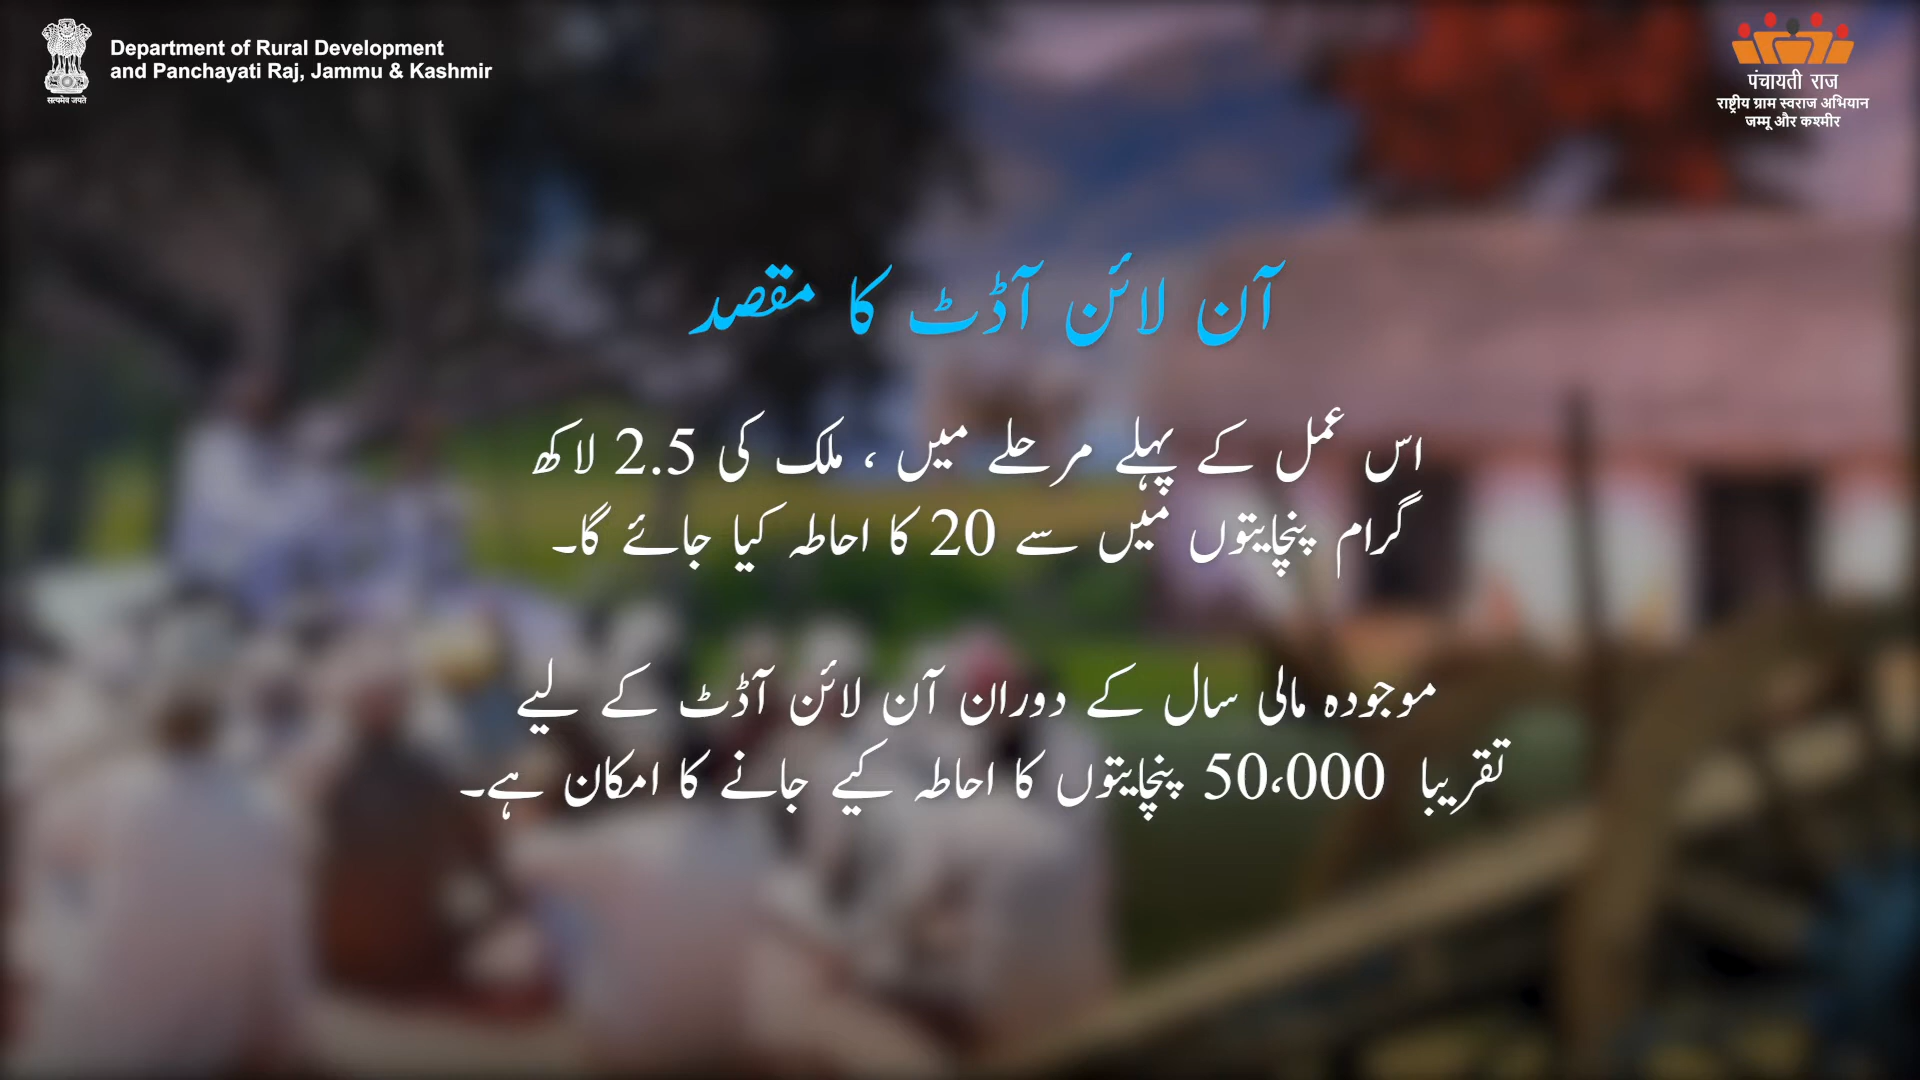 Department of Rural Development
and Panchayati Raj, Jammu & Kashmir
सत्यमेव जयते
पंचायती राज
राष्ट्रीय ग्राम स्वराज अभियान
जम्मू और कश्मीर
آن لائن آڈٹ کا مقصد
اس عمل کے پہلے مرحلے میں ، ملک کی 2.5 لاکھ
گرام پنچایتوں میں سے 20 کا احاطہ کیا جائے گا۔
موجودہ مالی سال کے دوران آن لائن آڈٹ کے لیے
تقریبا 50،000 پنچایتوں کا احاطہ کیے جانے کا امکان ہے۔